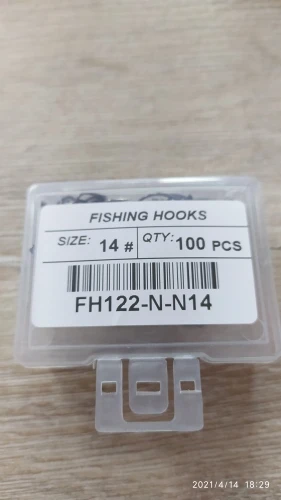 FISHING HOOKS
SIZE: 14 # QTY: 100 PCS
FH122-N-N14
2021/4/14 18:29